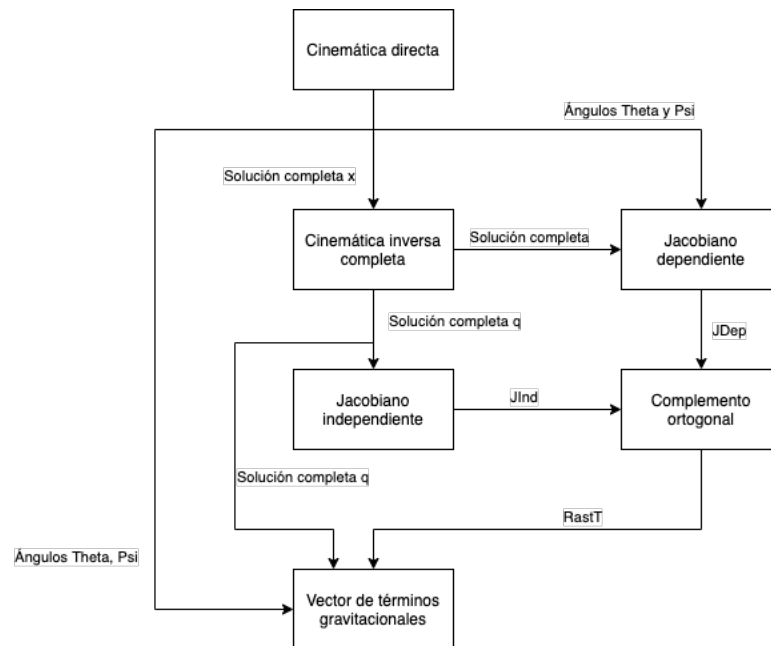 Cinemática directa
Ángulos Theta y Psi
Solución completa x
Cinemática inversa
completa
Solución completa
Jacobiano
dependiente
Solución completa q
JDep
Jacobiano
independiente
JInd
Complemento
ortogonal
Solución completa q
RastT
Ángulos Theta, Psi
Vector de términos
gravitacionales